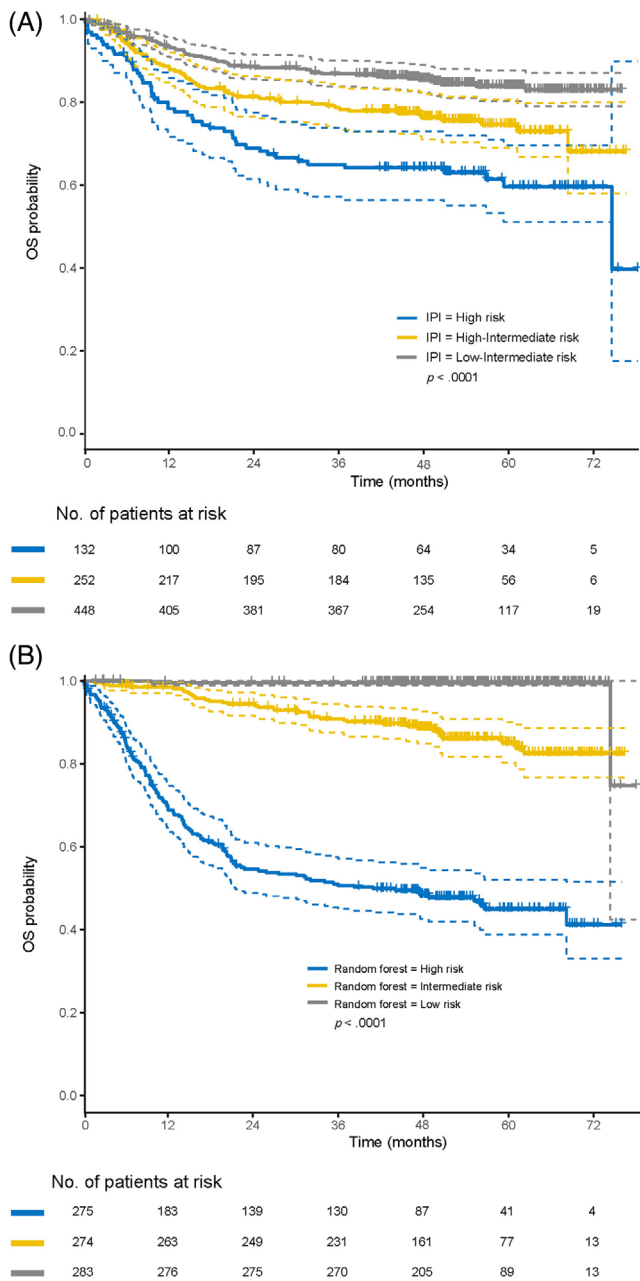 (A)
1.0
0.8
0.6
0.4
0.2
0.0
OS probability
IPI = High risk
IPI = High-Intermediate risk
IPI = Low-Intermediate risk
p < .0001
0 12 24 36 48 60 72
Time (months)
No. of patients at risk
132 100 87 80 64 34 5
252 217 195 184 135 56 6
448 405 381 367 254 117 19
(B)
1.0
0.8
0.6
0.4
0.2
0.0
OS probability
Random forest = High risk
Random forest = Intermediate risk
Random forest = Low risk
p < .0001
0 12 24 36 48 60 72
Time (months)
No. of patients at risk
275 183 139 130 87 41 4
274 263 249 231 161 77 13
283 276 275 270 205 89 13